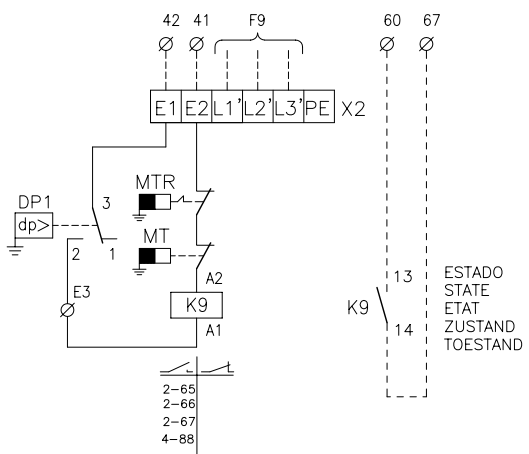 42 41 F9 60 67
E1 E2 L1' L2' L3' PE X2
MTR
DP1 3
dp>
MT
2 1
13 ESTADO
STATE
E3 A2
K9 ETAT
K9
14 ZUSTAND
A1
TOESTAND
2-65
2-66
2-67
4-88